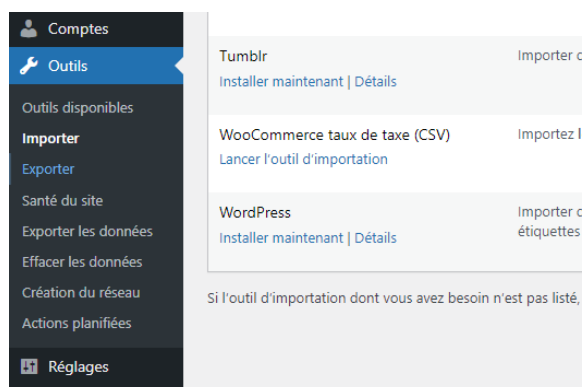 Comptes
Outils
Outils disponibles
Importer
Exporter
Santé du site
Exporter les données
Effacer les données
Création du réseau
Actions planifiées
Réglages
Tumblr
Importer
Installer maintenant | Détails
WooCommerce taux de taxe (CSV)
Importez
Lancer l'outil d'importation
WordPress
Importer
Installer maintenant | Détails
étiquettes
Si l'outil d'importation dont vous avez besoin n'est pas listé,